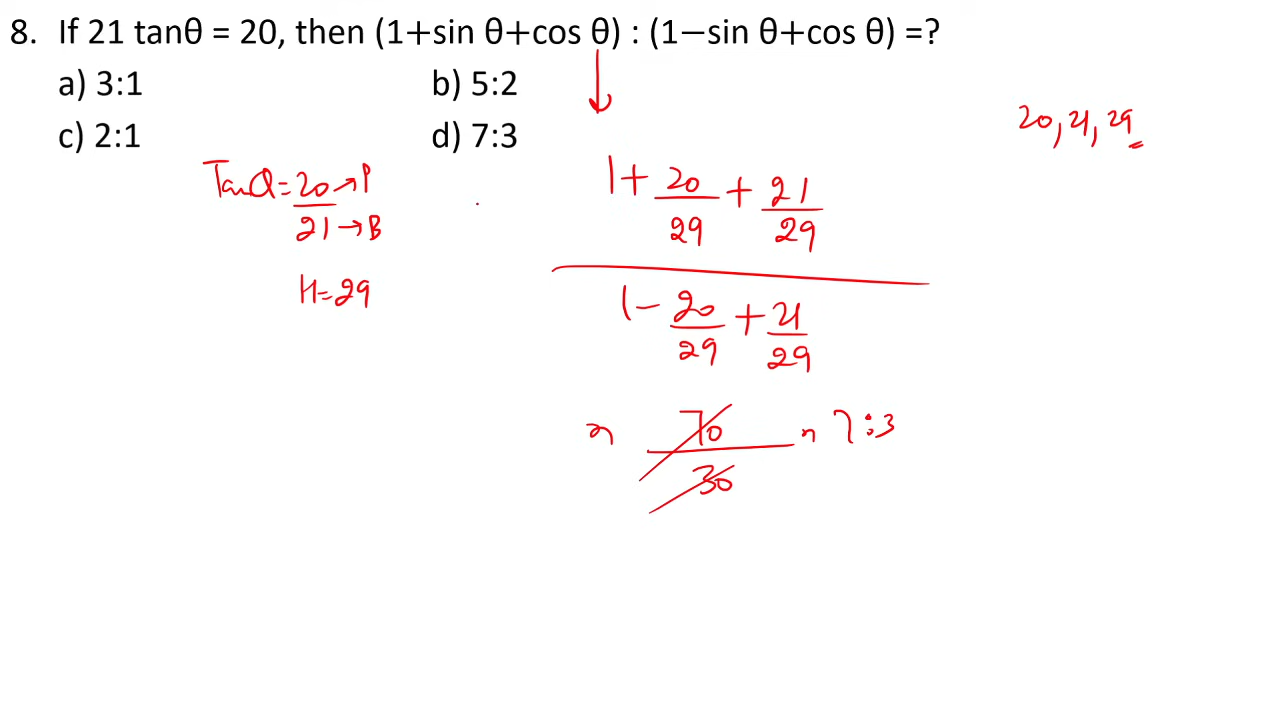 8. If 21 tanθ = 20, then (1+sin θ+cos θ) : (1−sin θ+cos θ) =?
a) 3:1 b) 5:2
c) 2:1 d) 7:3
20, 21, 29
Tanθ = 20 → P
21 → B
H = 29
1 + 20/29 + 21/29
1 - 20/29 + 21/29
= 70/30 = 7:3